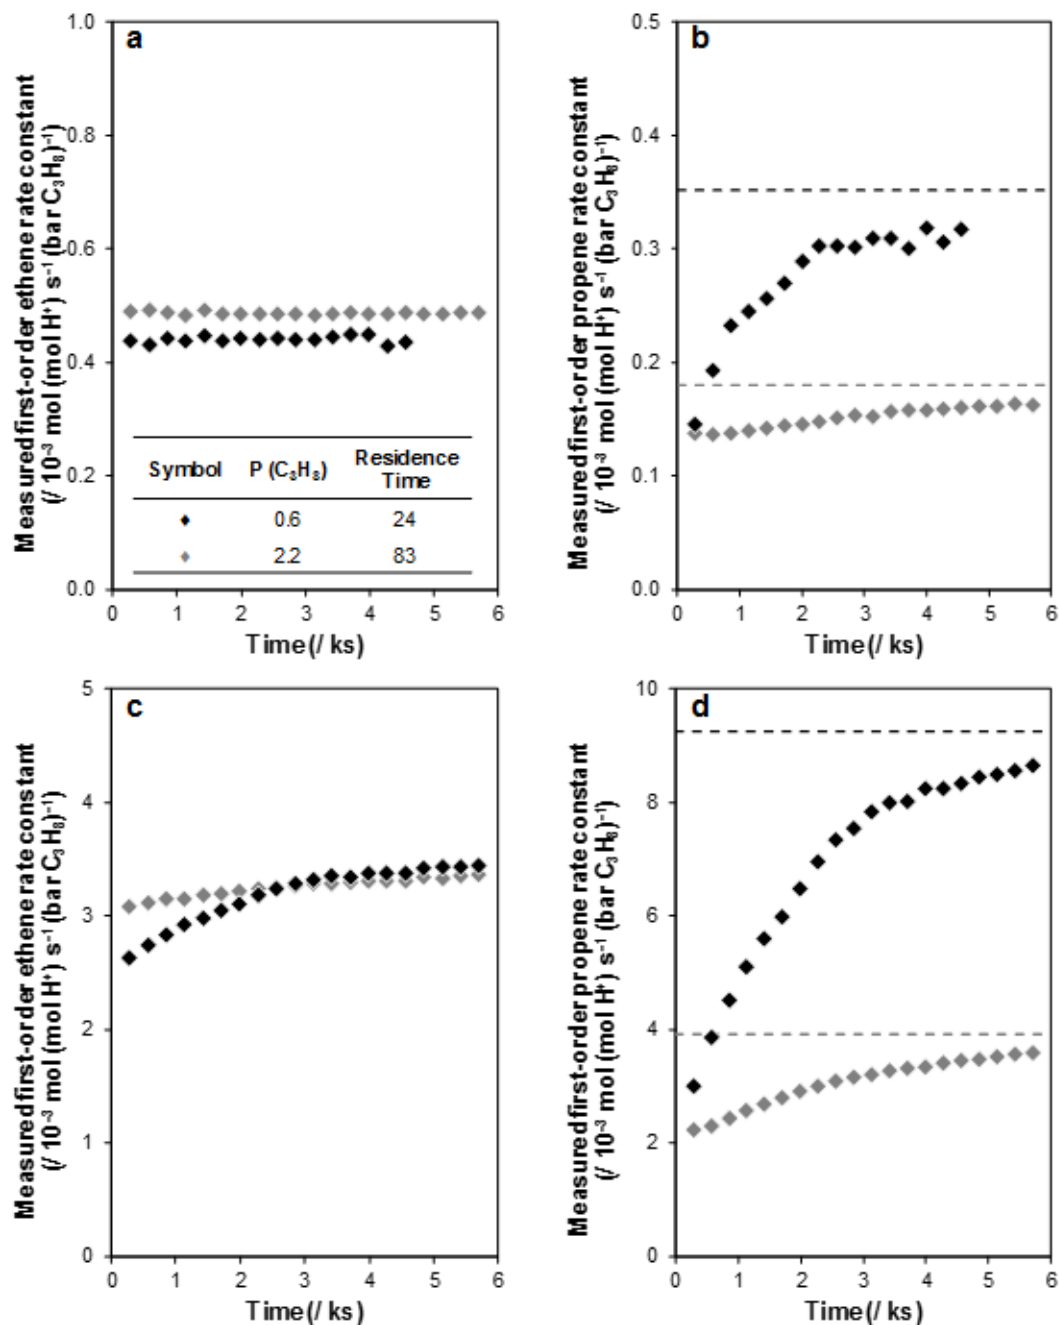 a
Measured first-order ethene rate constant
(/ 10⁻³ mol (mol H⁺) s⁻¹ (bar C₃H₈)⁻¹)
1.0
0.8
0.6
0.4
0.2
0.0
Symbol P (C₃H₈) Residence Time
♦ 0.6 24
♦ 2.2 83
0 1 2 3 4 5 6
Time (/ ks)
b
Measured first-order propene rate constant
(/ 10⁻³ mol (mol H⁺) s⁻¹ (bar C₃H₈)⁻¹)
0.5
0.4
0.3
0.2
0.1
0.0
0 1 2 3 4 5 6
Time (/ ks)
c
Measured first-order ethene rate constant
(/ 10⁻³ mol (mol H⁺) s⁻¹ (bar C₃H₈)⁻¹)
5
4
3
2
1
0
0 1 2 3 4 5 6
Time (/ ks)
d
Measured first-order propene rate constant
(/ 10⁻³ mol (mol H⁺) s⁻¹ (bar C₃H₈)⁻¹)
10
8
6
4
2
0
0 1 2 3 4 5 6
Time (/ ks)